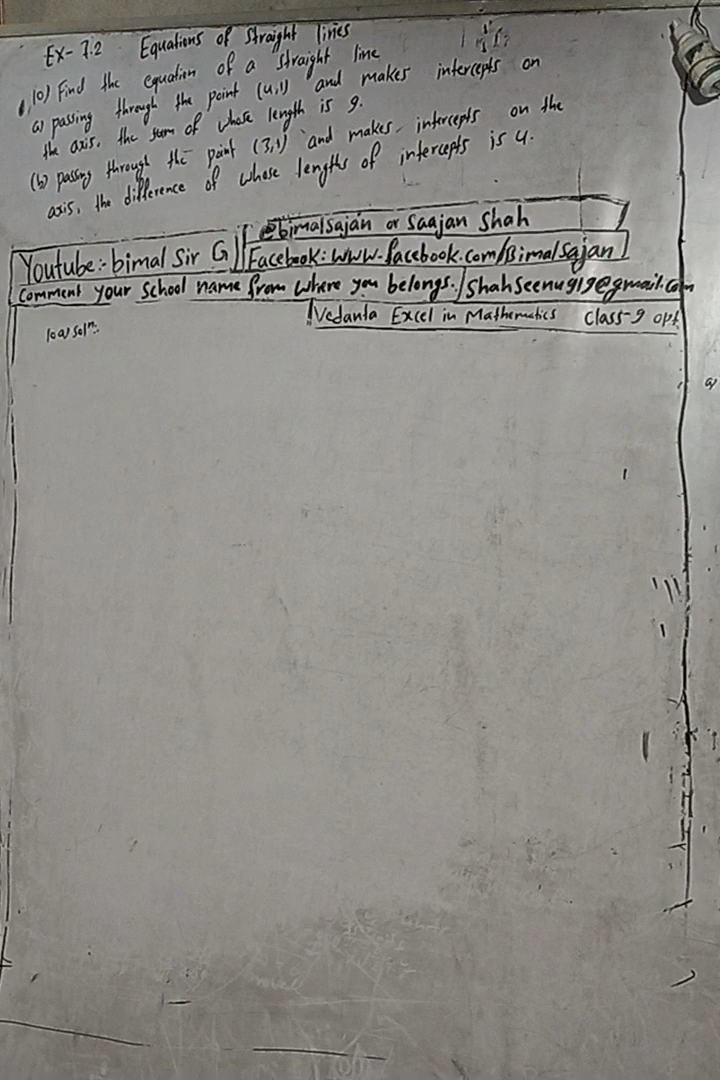 Ex- 7.2 Equations of Straight lines
10) Find the equation of a straight line
a) passing through the point (4,1) and makes intercepts on
the axis, the sum of whose length is 9.
(b) passing through the point (3,1) and makes intercepts on the
axis, the difference of whose lengths of intercepts is 4.
@bimalsajan or Saajan Shah
Youtube:- bimal Sir G
Facebook: www.facebook.com/Bimalsajan
Comment your School name from where you belongs.
Shahseenu919@gmail.com
Vedanta Excel in Mathematics Class-9 opt
10a) Solⁿ:
a)